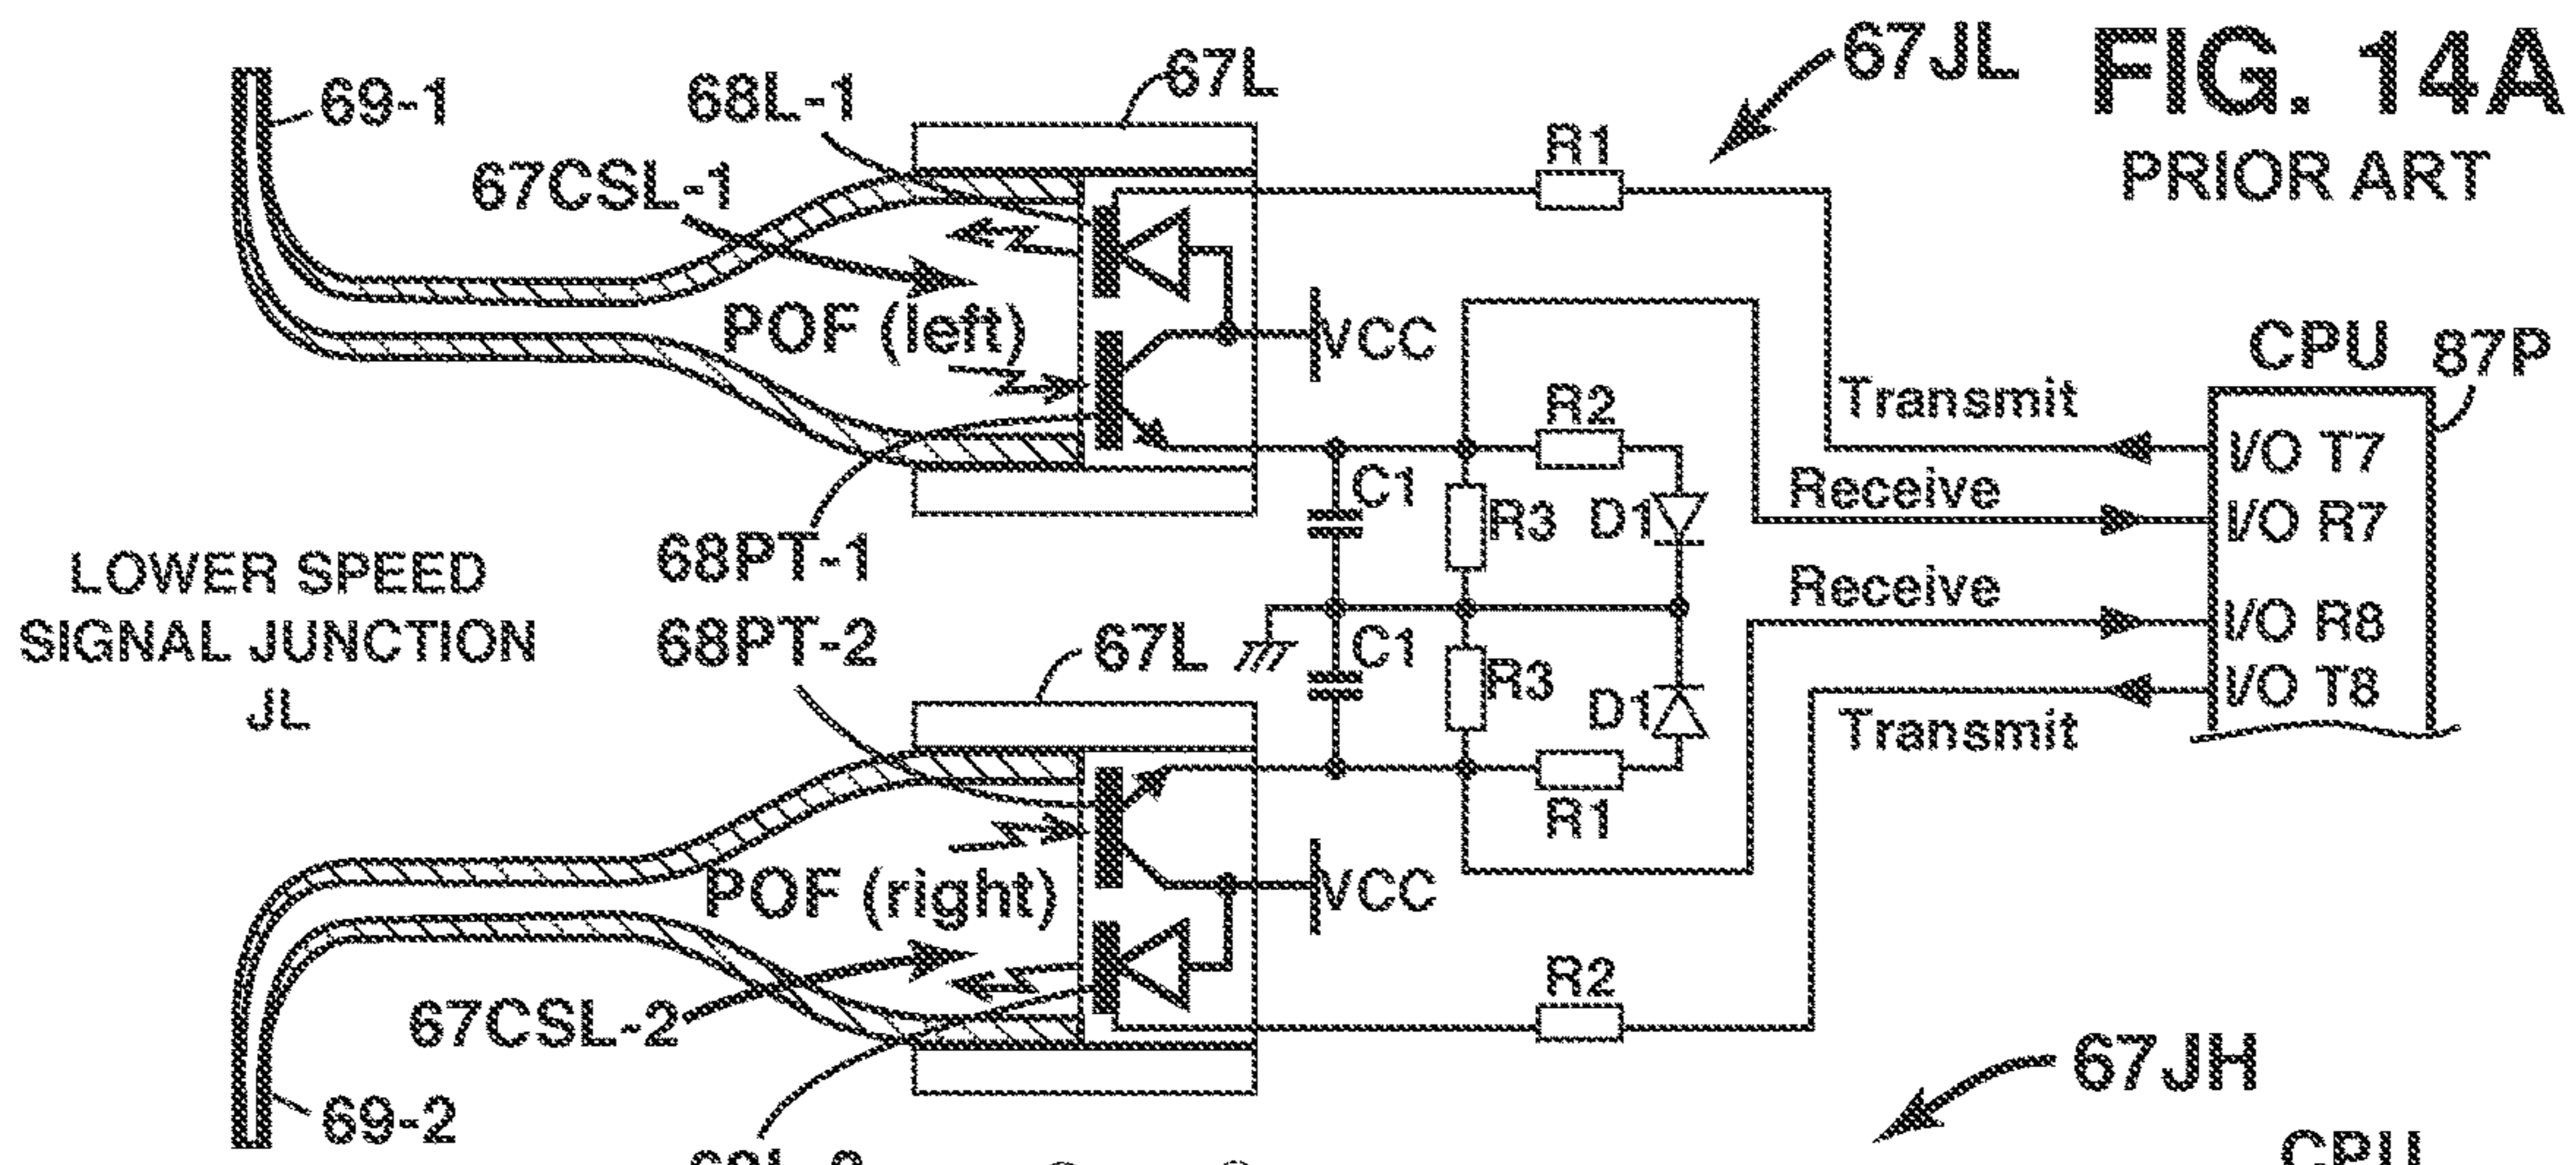 FIG. 14A
PRIOR ART
67JL
67L
68L-1
69-1
67CSL-1
R1
POF (left)
VCC
CPU 87P
Transmit
R2
I/O T7
Receive
C1
R3
D1
I/O R7
68PT-1
LOWER SPEED
SIGNAL JUNCTION
JL
Receive
I/O R8
68PT-2
67L
C1
R3
D1
I/O T8
Transmit
R1
POF (right)
VCC
R2
67CSL-2
69-2
67JH
CPU